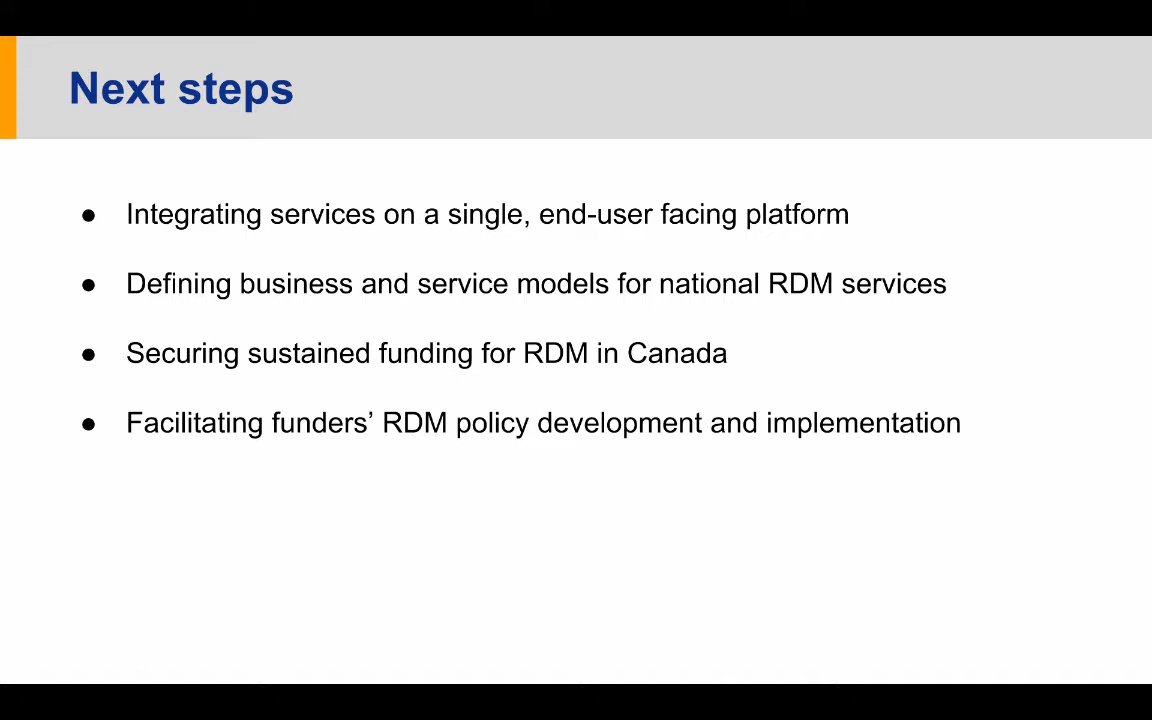 Next steps
● Integrating services on a single, end-user facing platform
● Defining business and service models for national RDM services
● Securing sustained funding for RDM in Canada
● Facilitating funders’ RDM policy development and implementation